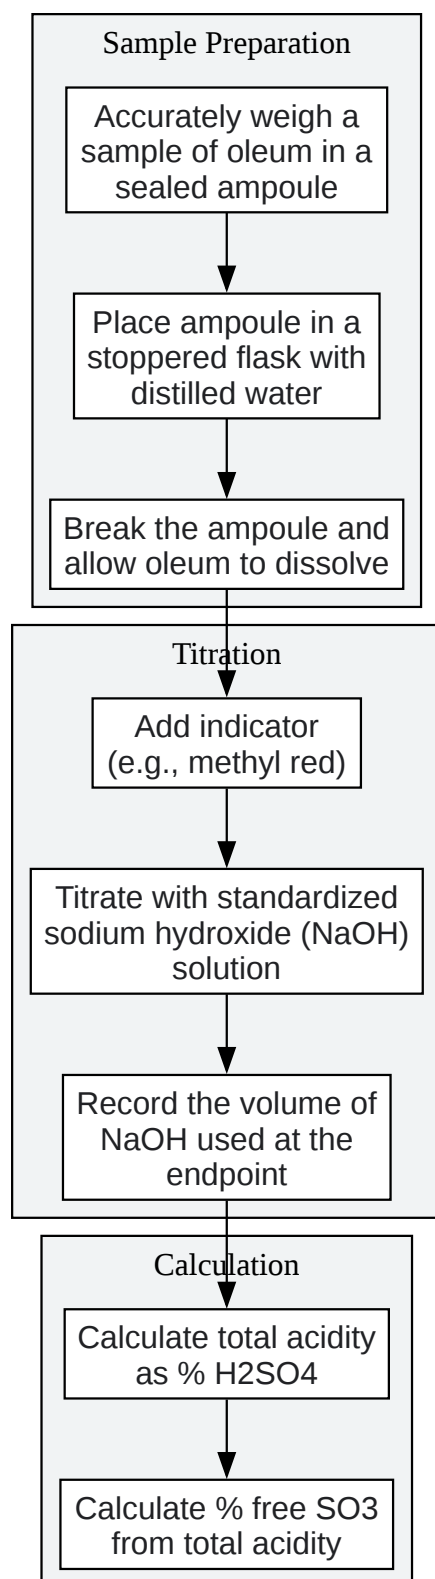 Sample Preparation
Accurately weigh a
sample of oleum in a
sealed ampoule
Place ampoule in a
stoppered flask with
distilled water
Break the ampoule and
allow oleum to dissolve
Titration
Add indicator
(e.g., methyl red)
Titrate with standardized
sodium hydroxide (NaOH)
solution
Record the volume of
NaOH used at the
endpoint
Calculation
Calculate total acidity
as % H2SO4
Calculate % free SO3
from total acidity